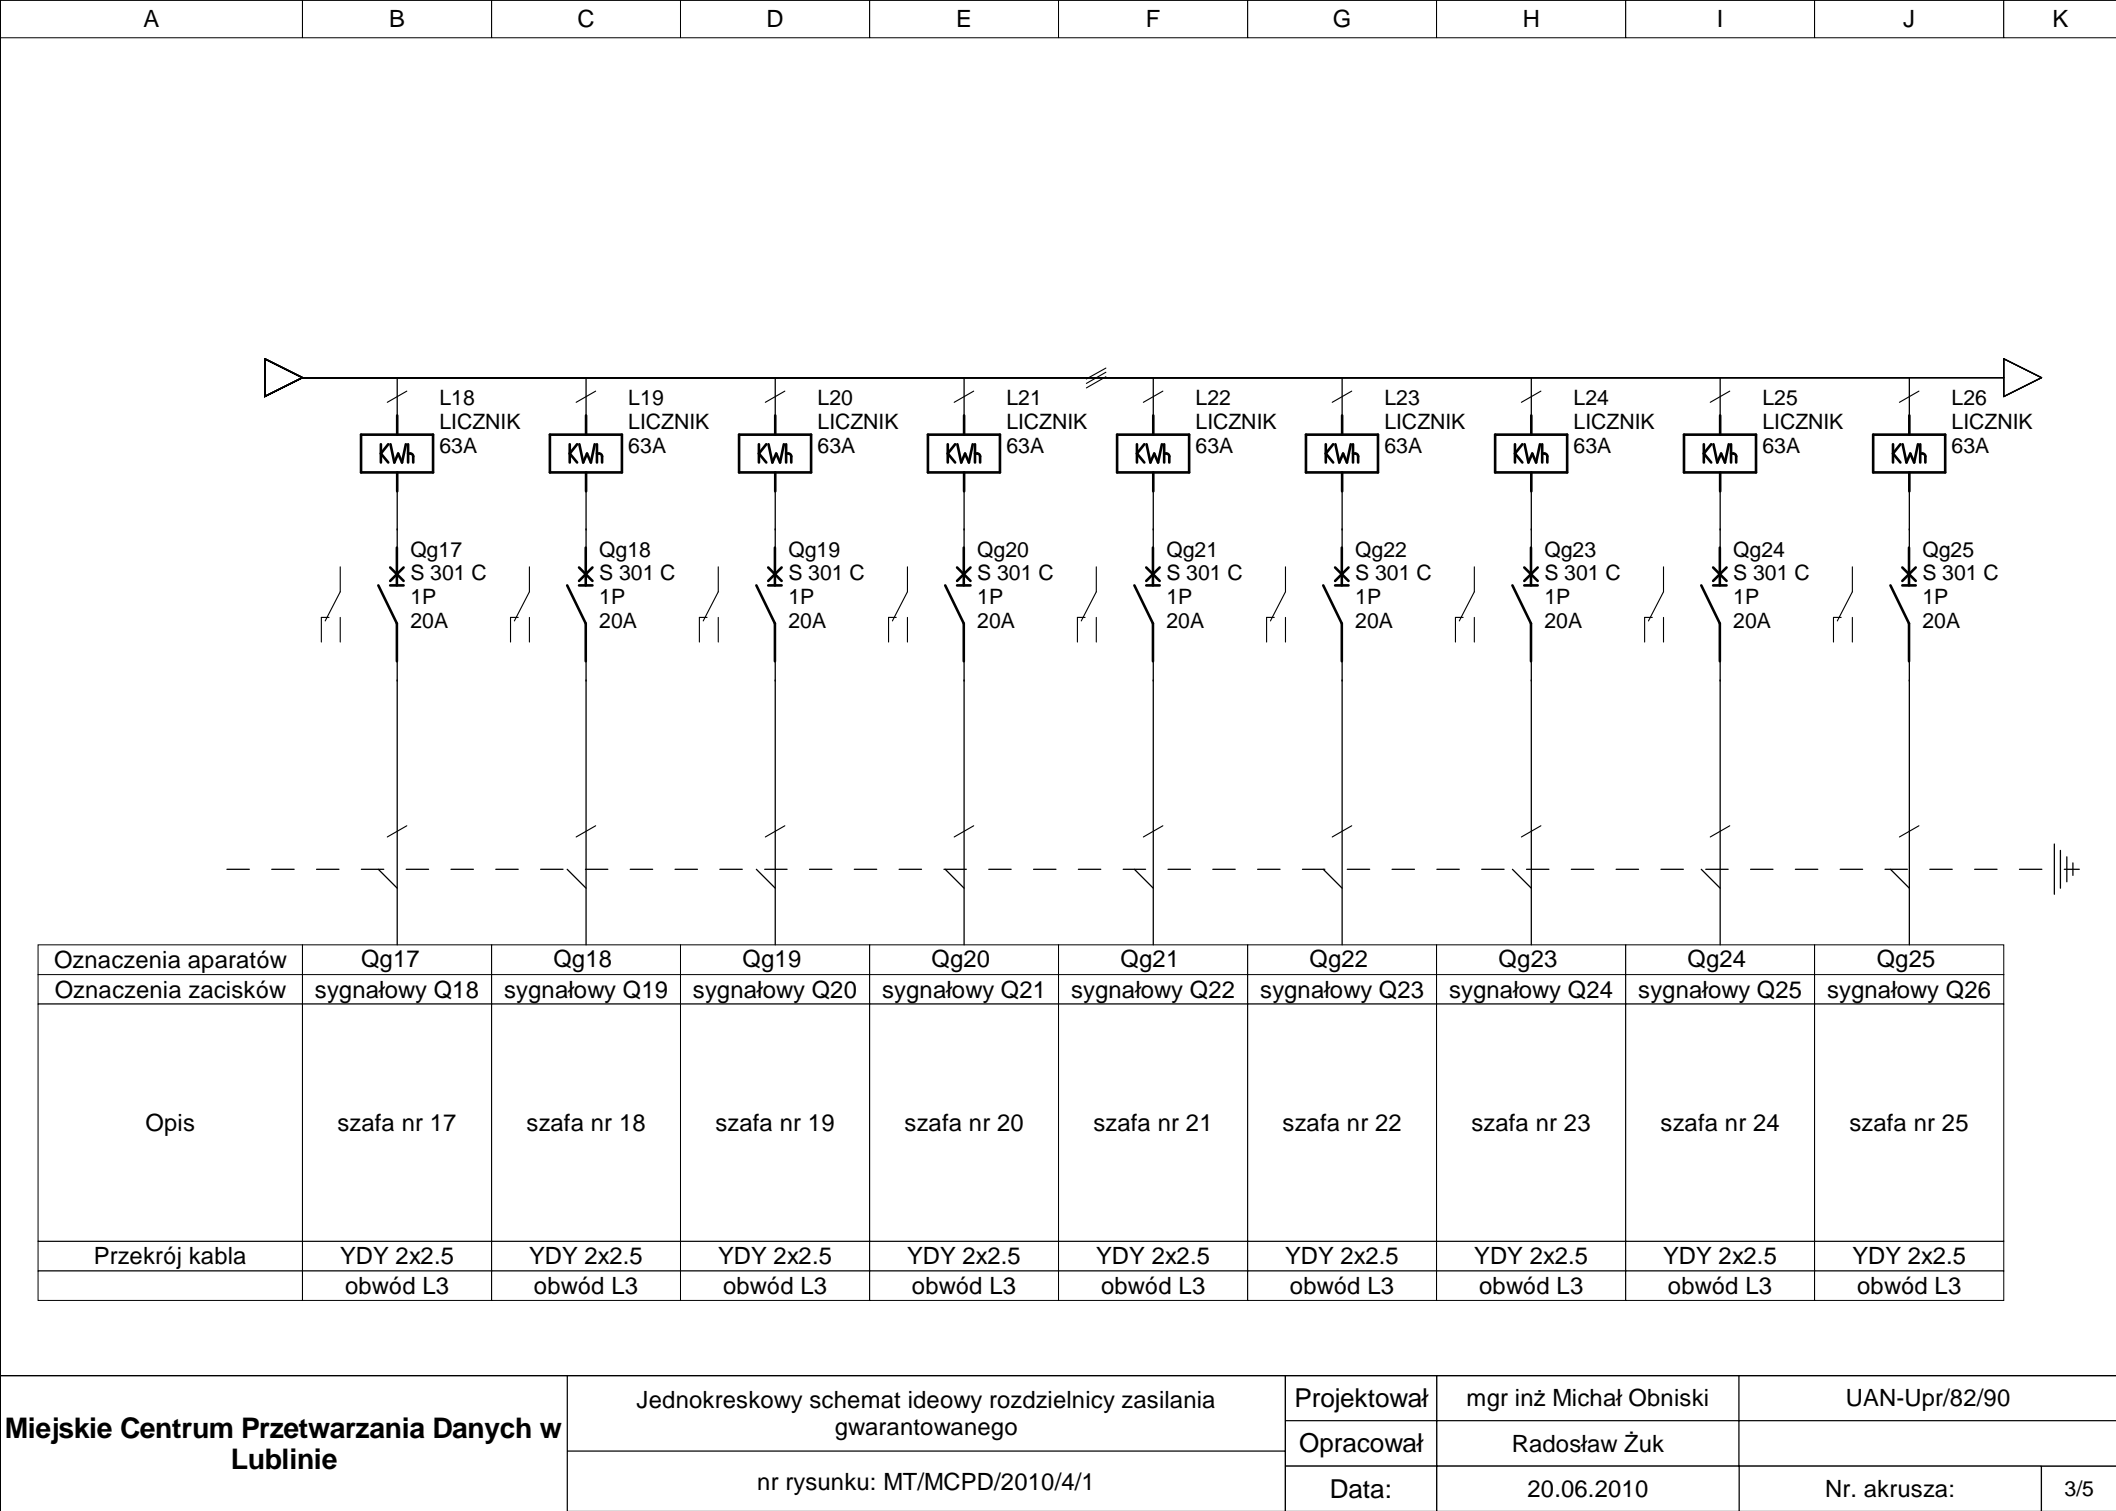 A B C D E F G H I J K
L18 L19 L20 L21 L22 L23 L24 L25 L26
LICZNIK LICZNIK LICZNIK LICZNIK LICZNIK LICZNIK LICZNIK LICZNIK LICZNIK
KWh 63A KWh 63A KWh 63A KWh 63A KWh 63A KWh 63A KWh 63A KWh 63A KWh 63A
Qg17 Qg18 Qg19 Qg20 Qg21 Qg22 Qg23 Qg24 Qg25
S 301 C S 301 C S 301 C S 301 C S 301 C S 301 C S 301 C S 301 C S 301 C
1P 1P 1P 1P 1P 1P 1P 1P 1P
20A 20A 20A 20A 20A 20A 20A 20A 20A
Oznaczenia aparatów Qg17 Qg18 Qg19 Qg20 Qg21 Qg22 Qg23 Qg24 Qg25
Oznaczenia zacisków sygnałowy Q18 sygnałowy Q19 sygnałowy Q20 sygnałowy Q21 sygnałowy Q22 sygnałowy Q23 sygnałowy Q24 sygnałowy Q25 sygnałowy Q26
Opis szafa nr 17 szafa nr 18 szafa nr 19 szafa nr 20 szafa nr 21 szafa nr 22 szafa nr 23 szafa nr 24 szafa nr 25
Przekrój kabla YDY 2x2.5 YDY 2x2.5 YDY 2x2.5 YDY 2x2.5 YDY 2x2.5 YDY 2x2.5 YDY 2x2.5 YDY 2x2.5 YDY 2x2.5
obwód L3 obwód L3 obwód L3 obwód L3 obwód L3 obwód L3 obwód L3 obwód L3 obwód L3
Miejskie Centrum Przetwarzania Danych w
Lublinie
Jednokreskowy schemat ideowy rozdzielnicy zasilania
gwarantowanego
nr rysunku: MT/MCPD/2010/4/1
Projektował mgr inż Michał Obniski UAN-Upr/82/90
Opracował Radosław Żuk
Data: 20.06.2010 Nr. akrusza: 3/5